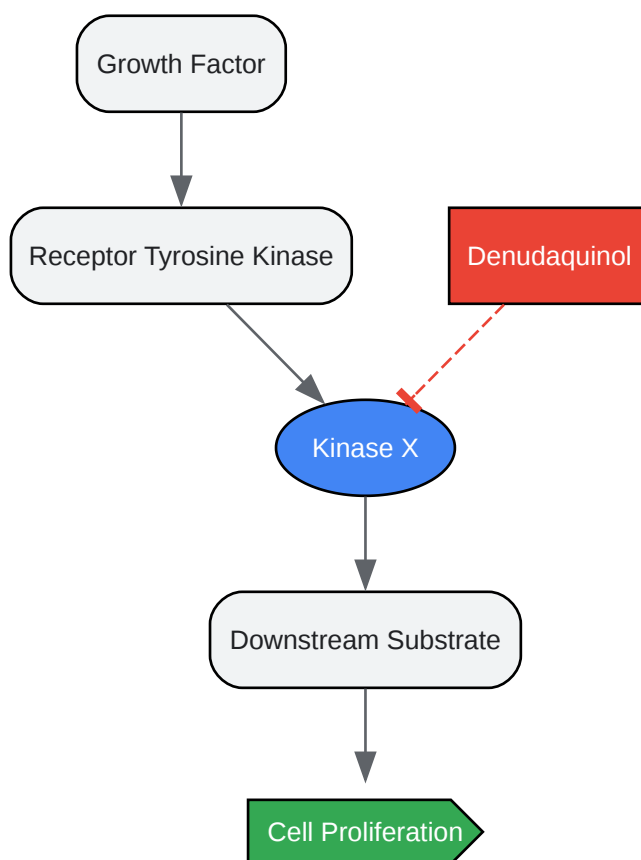 Growth Factor
Receptor Tyrosine Kinase
Denudaquinol
Kinase X
Downstream Substrate
Cell Proliferation